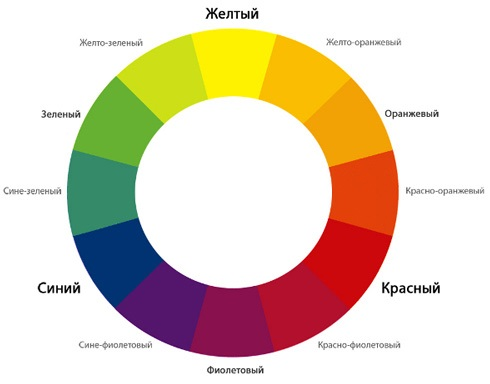 Желтый
Желто-зеленый
Желто-оранжевый
Зеленый
Оранжевый
Сине-зеленый
Красно-оранжевый
Синий
Красный
Сине-фиолетовый
Красно-фиолетовый
Фиолетовый